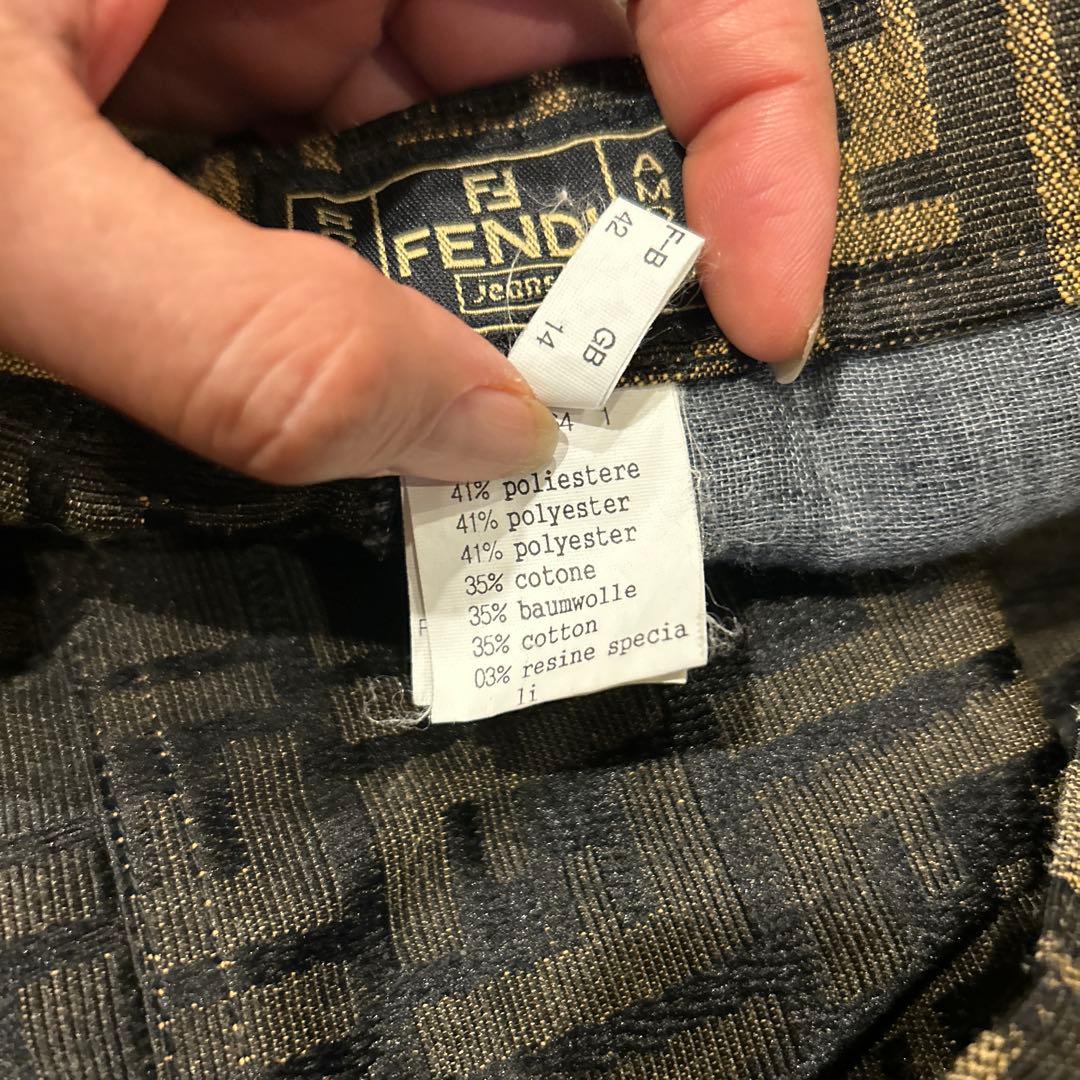 FENDI
Jeans
F-B
42
GB
14
41% poliestere
41% polyester
41% polyester
35% cotone
35% baumwolle
35% cotton
03% resine specia
li